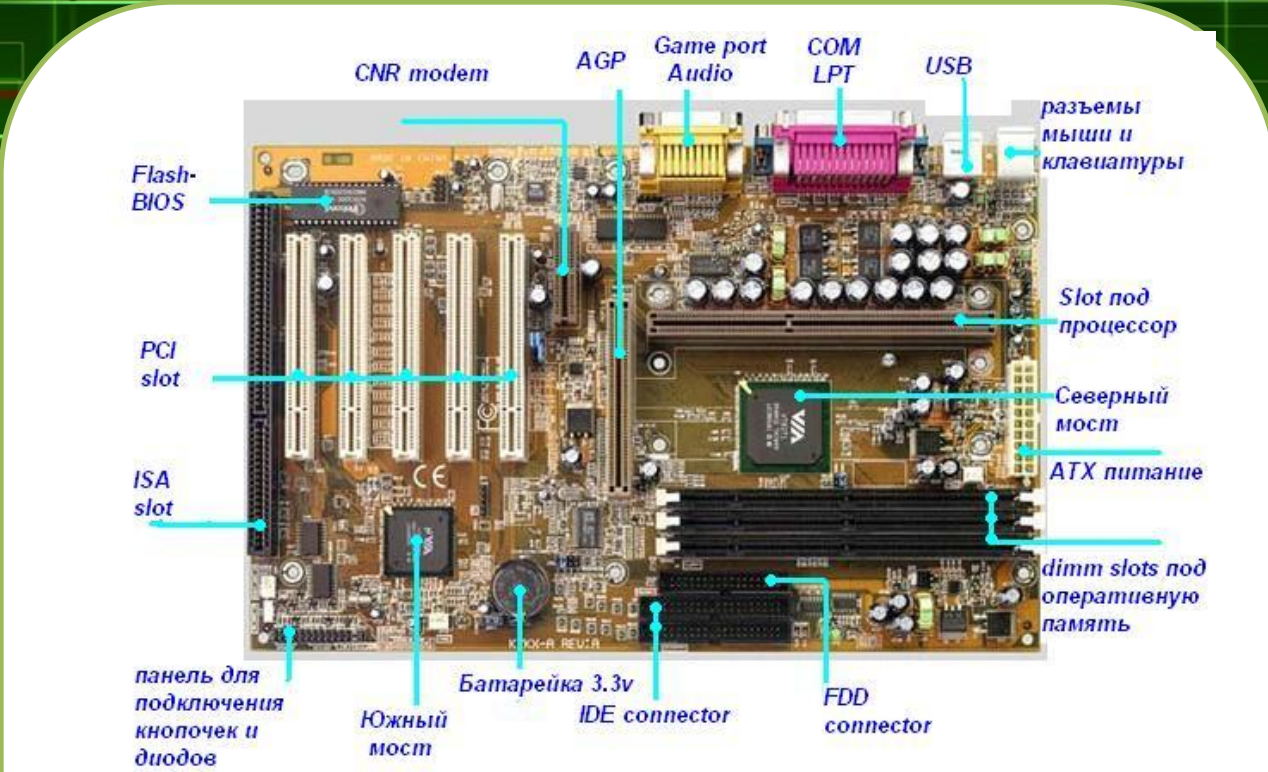 CNR modem
AGP
Game port
Audio
COM
LPT
USB
разъемы
мыши и
клавиатуры
Flash-
BIOS
Slot под
процессор
PCI
slot
Северный
мост
ISA
slot
ATX питание
dimm slots под
оперативную
память
панель для
подключения
кнопочек и
диодов
Южный
мост
Батарейка 3.3v
IDE connector
FDD
connector
VIA
CE